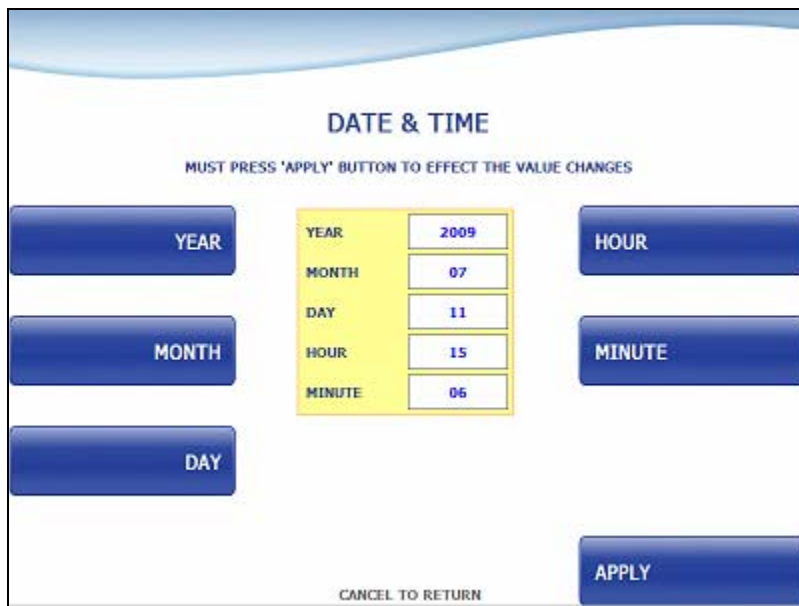 DATE & TIME
MUST PRESS 'APPLY' BUTTON TO EFFECT THE VALUE CHANGES
YEAR
MONTH
DAY
YEAR 2009
MONTH 07
DAY 11
HOUR 15
MINUTE 06
HOUR
MINUTE
APPLY
CANCEL TO RETURN